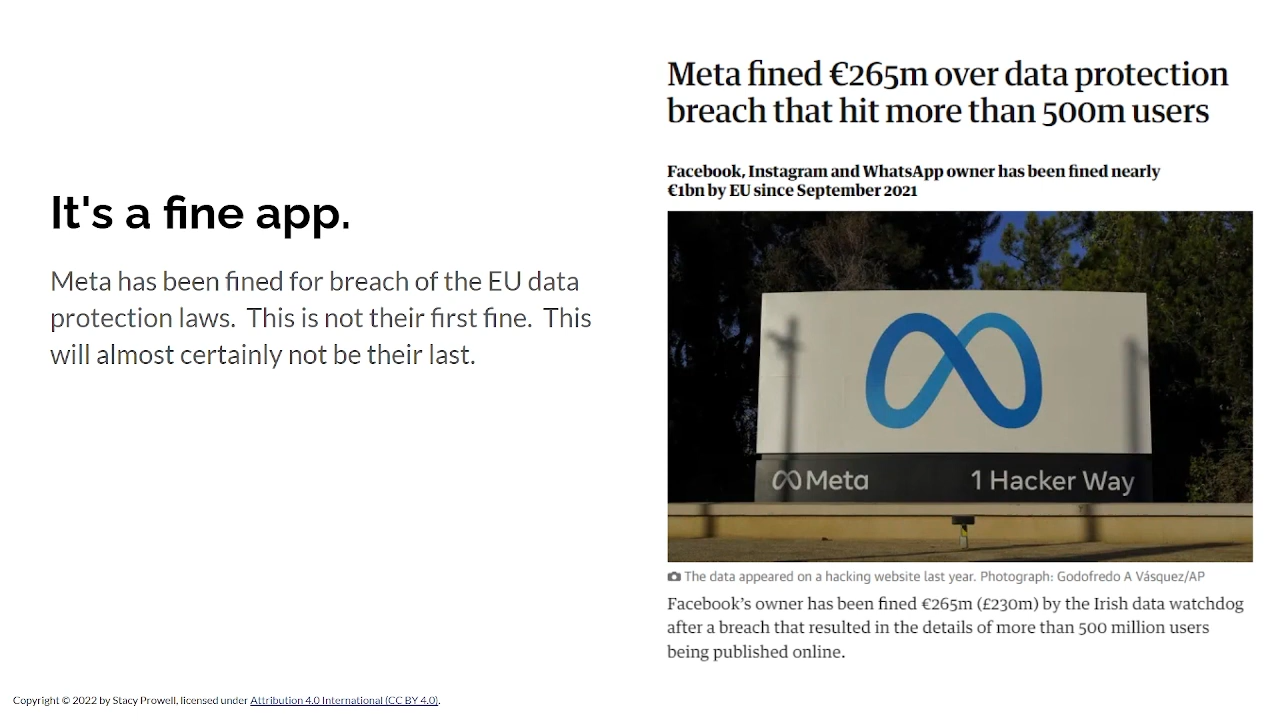 It's a fine app.
Meta has been fined for breach of the EU data
protection laws.  This is not their first fine.  This
will almost certainly not be their last.
Meta fined €265m over data protection
breach that hit more than 500m users
Facebook, Instagram and WhatsApp owner has been fined nearly
€1bn by EU since September 2021
Meta
1 Hacker Way
The data appeared on a hacking website last year. Photograph: Godofredo A Vásquez/AP
Facebook's owner has been fined €265m (£230m) by the Irish data watchdog
after a breach that resulted in the details of more than 500 million users
being published online.
Copyright © 2022 by Stacy Prowell, licensed under Attribution 4.0 International (CC BY 4.0).